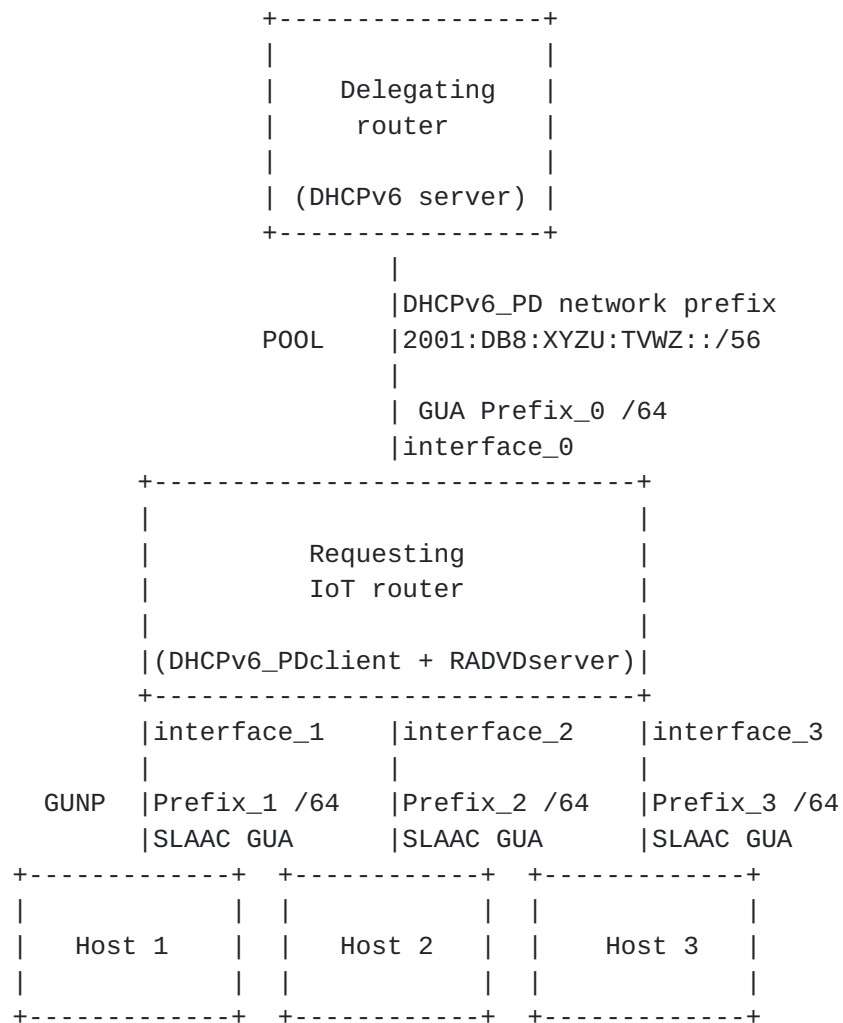 Delegating
router
(DHCPv6 server)
DHCPv6_PD network prefix
POOL 2001:DB8:XYZU:TVWZ::/56
GUA Prefix_0 /64
interface_0
Requesting
IoT router
(DHCPv6_PDclient + RADVDserver)
interface_1 interface_2 interface_3
GUNP Prefix_1 /64 Prefix_2 /64 Prefix_3 /64
SLAAC GUA SLAAC GUA SLAAC GUA
Host 1 Host 2 Host 3